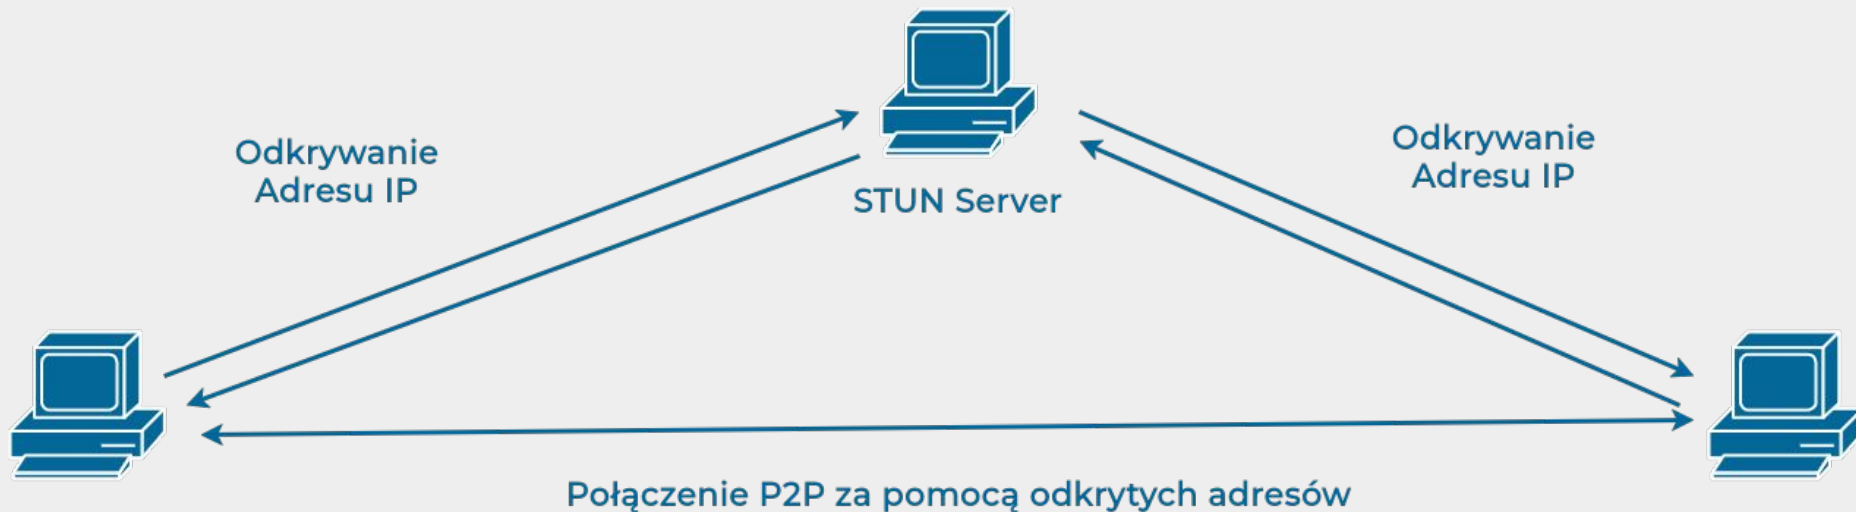 Odkrywanie
Adresu IP
STUN Server
Odkrywanie
Adresu IP
Połączenie P2P za pomocą odkrytych adresów